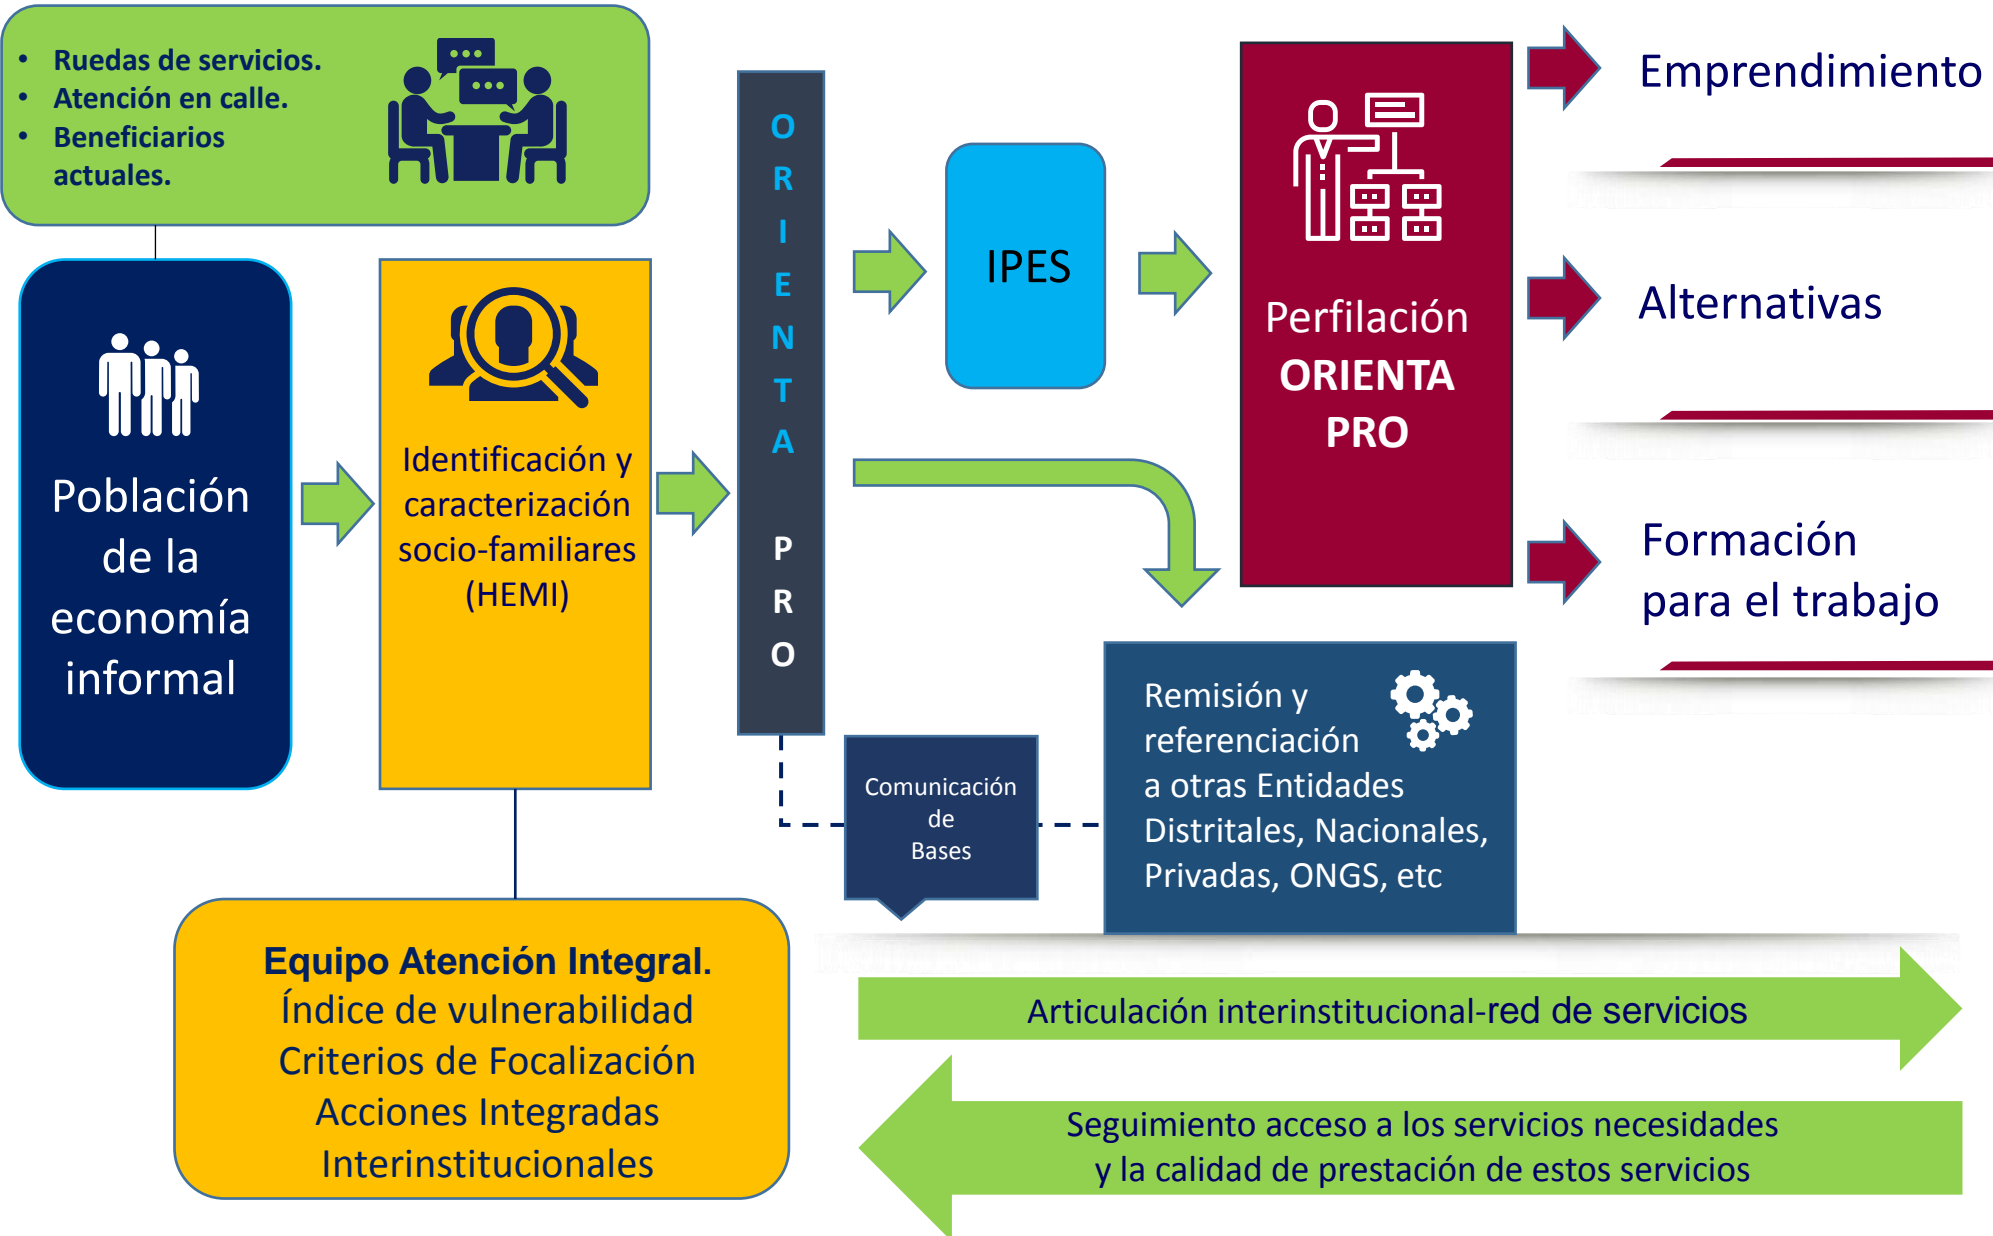 • Ruedas de servicios.
• Atención en calle.
• Beneficiarios
actuales.
Población
de la
economía
informal
Identificación y
caracterización
socio-familiares
(HEMI)
O
R
I
E
N
T
A
P
R
O
IPES
Perfilación
ORIENTA
PRO
Emprendimiento
Alternativas
Formación
para el trabajo
Comunicación
de
Bases
Remisión y
referenciación
a otras Entidades
Distritales, Nacionales,
Privadas, ONGS, etc
Equipo Atención Integral.
Índice de vulnerabilidad
Criterios de Focalización
Acciones Integradas
Interinstitucionales
Articulación interinstitucional-red de servicios
Seguimiento acceso a los servicios necesidades
y la calidad de prestación de estos servicios